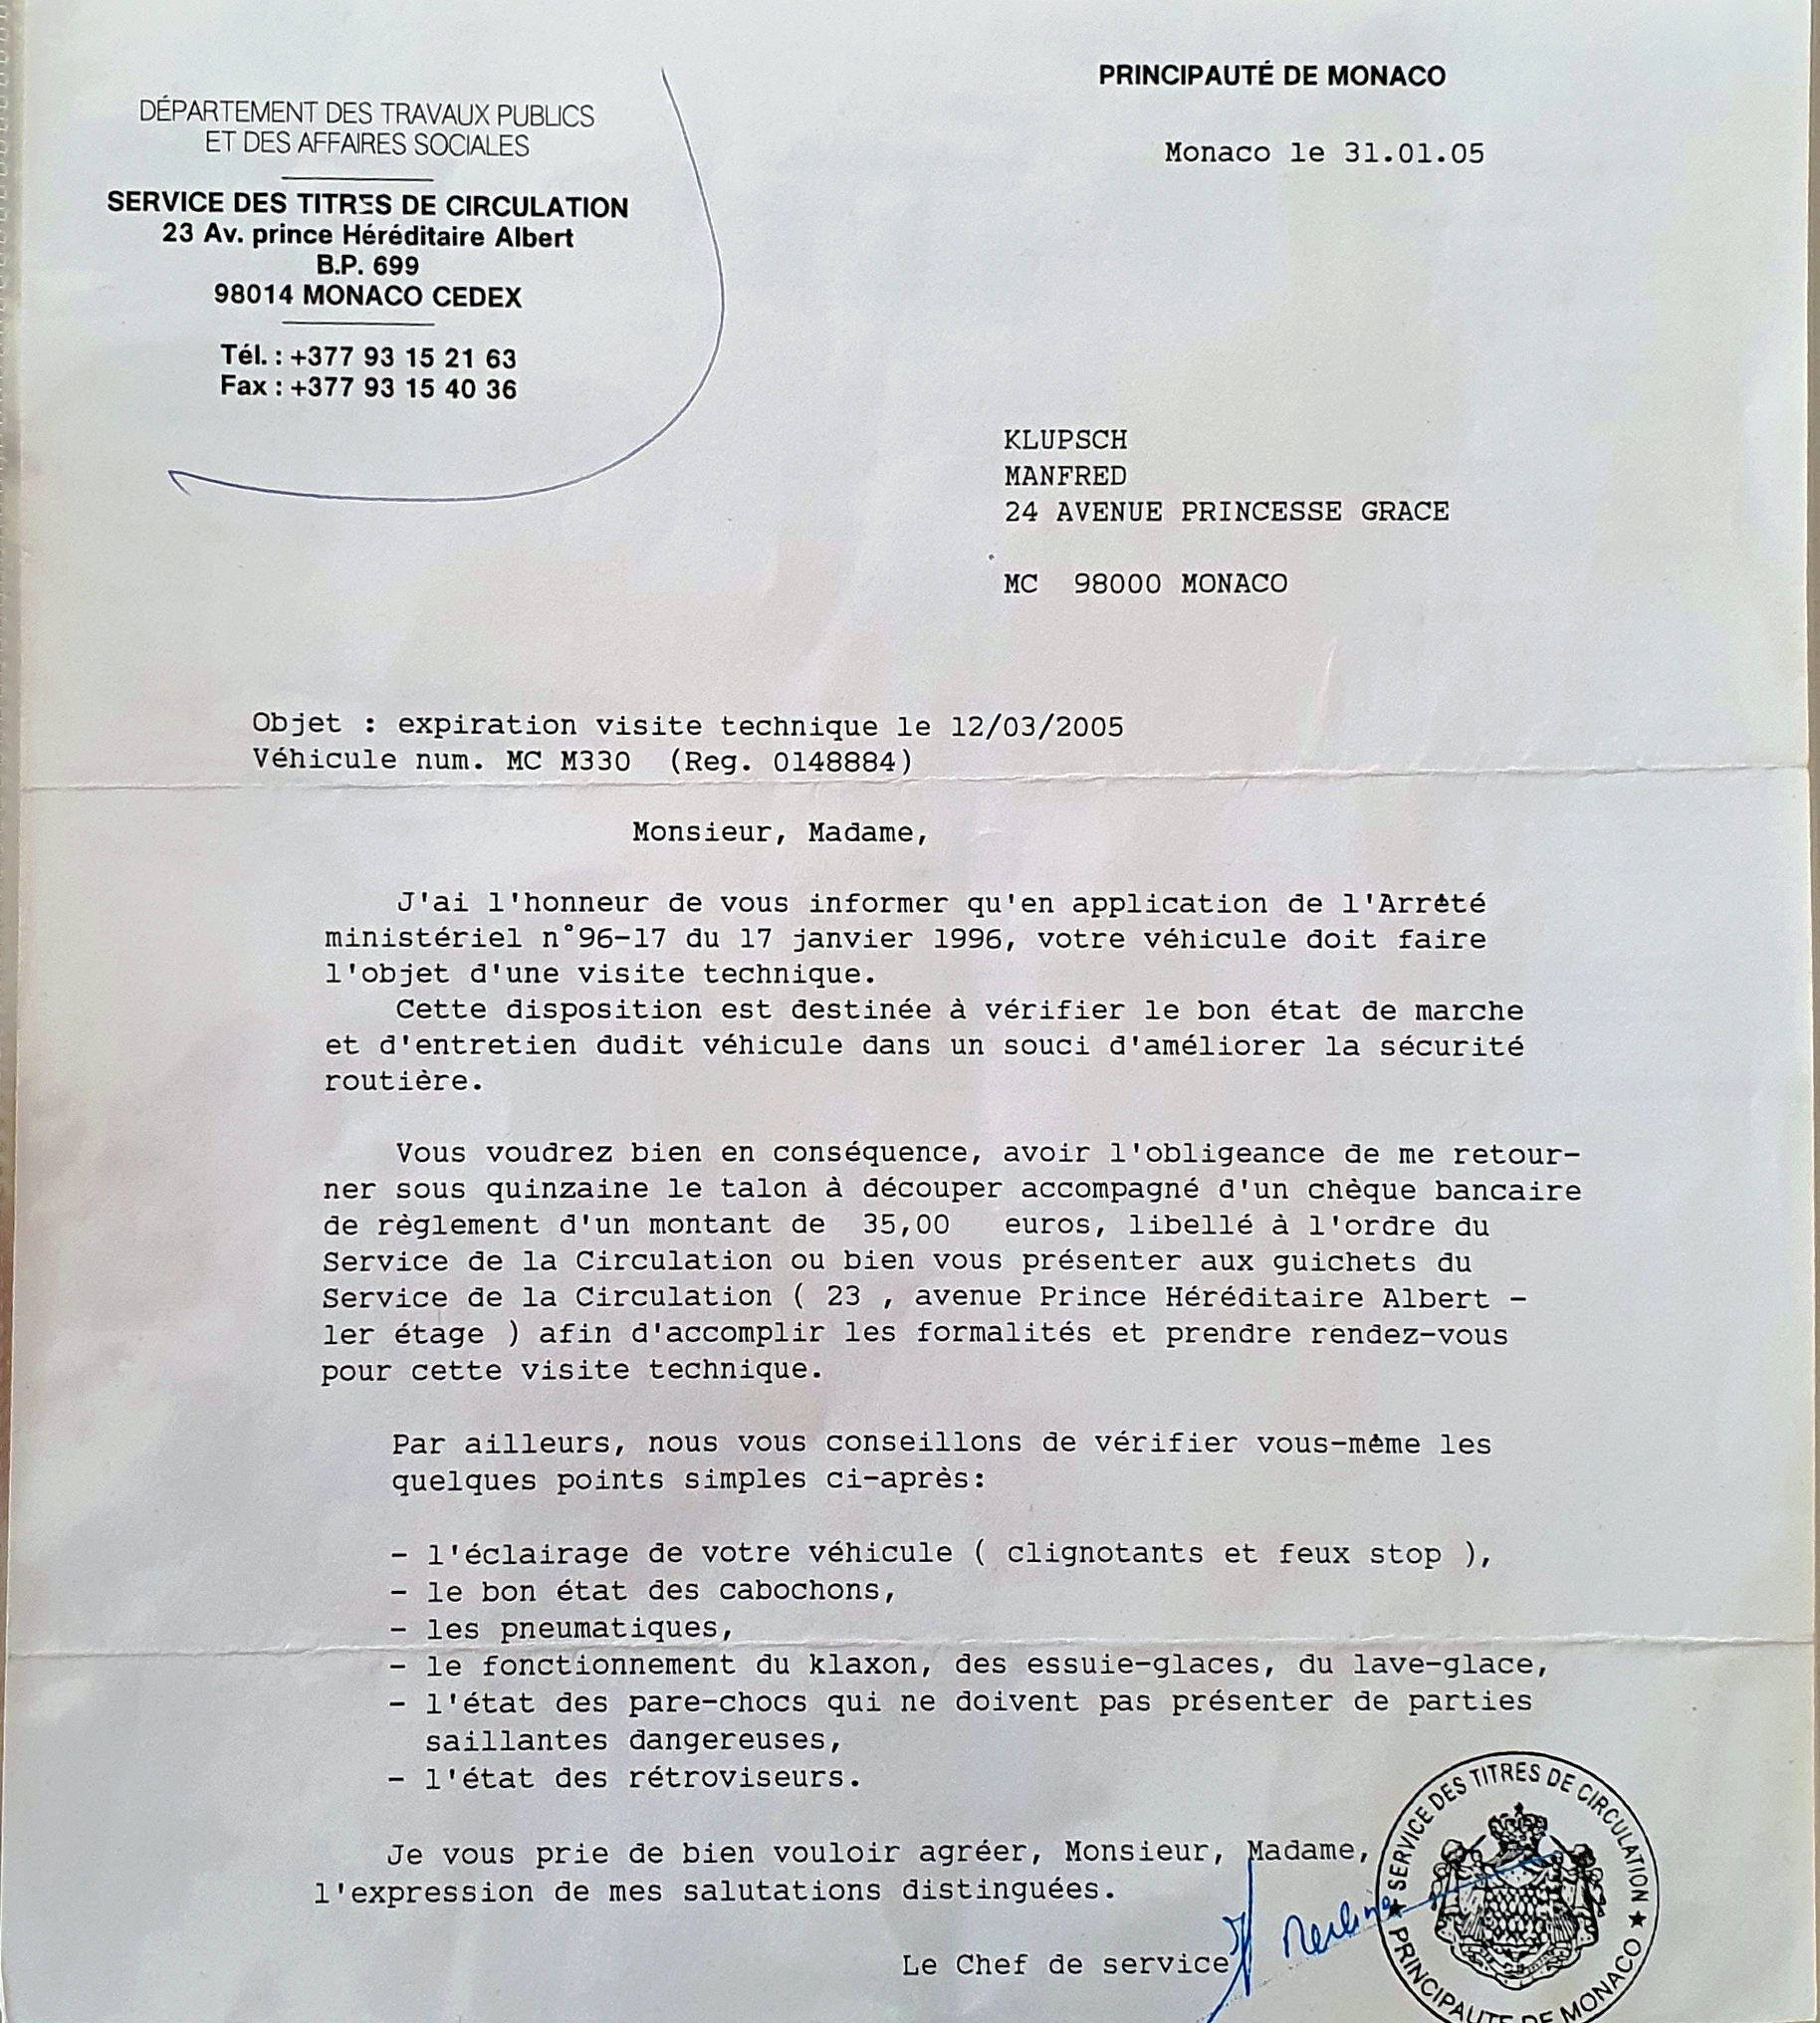 PRINCIPAUTÉ DE MONACO
DÉPARTEMENT DES TRAVAUX PUBLICS
ET DES AFFAIRES SOCIALES
Monaco le 31.01.05
SERVICE DES TITRES DE CIRCULATION
23 Av. prince Héréditaire Albert
B.P. 699
98014 MONACO CEDEX
Tél. : +377 93 15 21 63
Fax : +377 93 15 40 36
KLUPSCH
MANFRED
24 AVENUE PRINCESSE GRACE
MC 98000 MONACO
Objet : expiration visite technique le 12/03/2005
Véhicule num. MC M330 (Reg. 0148884)
Monsieur, Madame,
J'ai l'honneur de vous informer qu'en application de l'Arrêté
ministériel n°96-17 du 17 janvier 1996, votre véhicule doit faire
l'objet d'une visite technique.
Cette disposition est destinée à vérifier le bon état de marche
et d'entretien dudit véhicule dans un souci d'améliorer la sécurité
routière.
Vous voudrez bien en conséquence, avoir l'obligeance de me retour-
ner sous quinzaine le talon à découper accompagné d'un chèque bancaire
de règlement d'un montant de 35,00 euros, libellé à l'ordre du
Service de la Circulation ou bien vous présenter aux guichets du
Service de la Circulation ( 23 , avenue Prince Héréditaire Albert -
1er étage ) afin d'accomplir les formalités et prendre rendez-vous
pour cette visite technique.
Par ailleurs, nous vous conseillons de vérifier vous-même les
quelques points simples ci-après:
- l'éclairage de votre véhicule ( clignotants et feux stop ),
- le bon état des cabochons,
- les pneumatiques,
- le fonctionnement du klaxon, des essuie-glaces, du lave-glace,
- l'état des pare-chocs qui ne doivent pas présenter de parties
saillantes dangereuses,
- l'état des rétroviseurs.
Je vous prie de bien vouloir agréer, Monsieur, Madame,
l'expression de mes salutations distinguées.
Le Chef de service
SERVICE DES TITRES DE CIRCULATION
PRINCIPAUTE DE MONACO